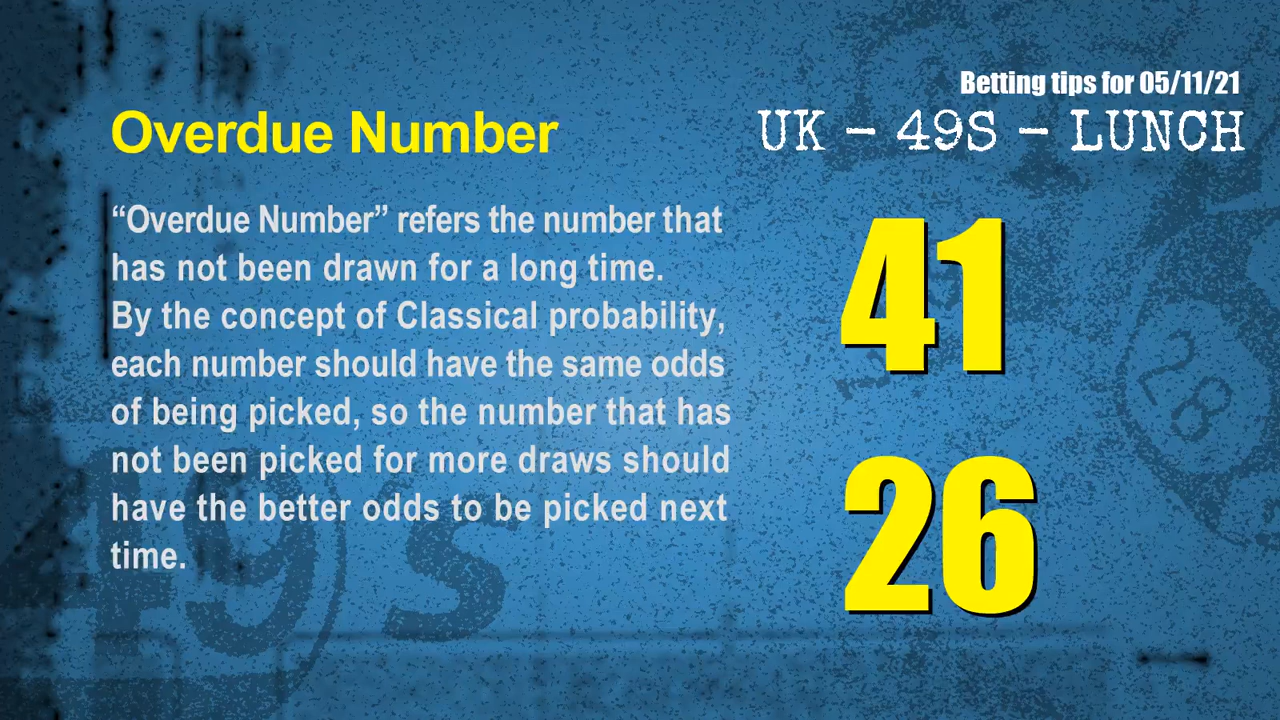 Betting tips for 05/11/21
UK - 49S - LUNCH
Overdue Number
“Overdue Number” refers the number that
has not been drawn for a long time.
By the concept of Classical probability,
each number should have the same odds
of being picked, so the number that has
not been picked for more draws should
have the better odds to be picked next
time.
41
26
28
49's